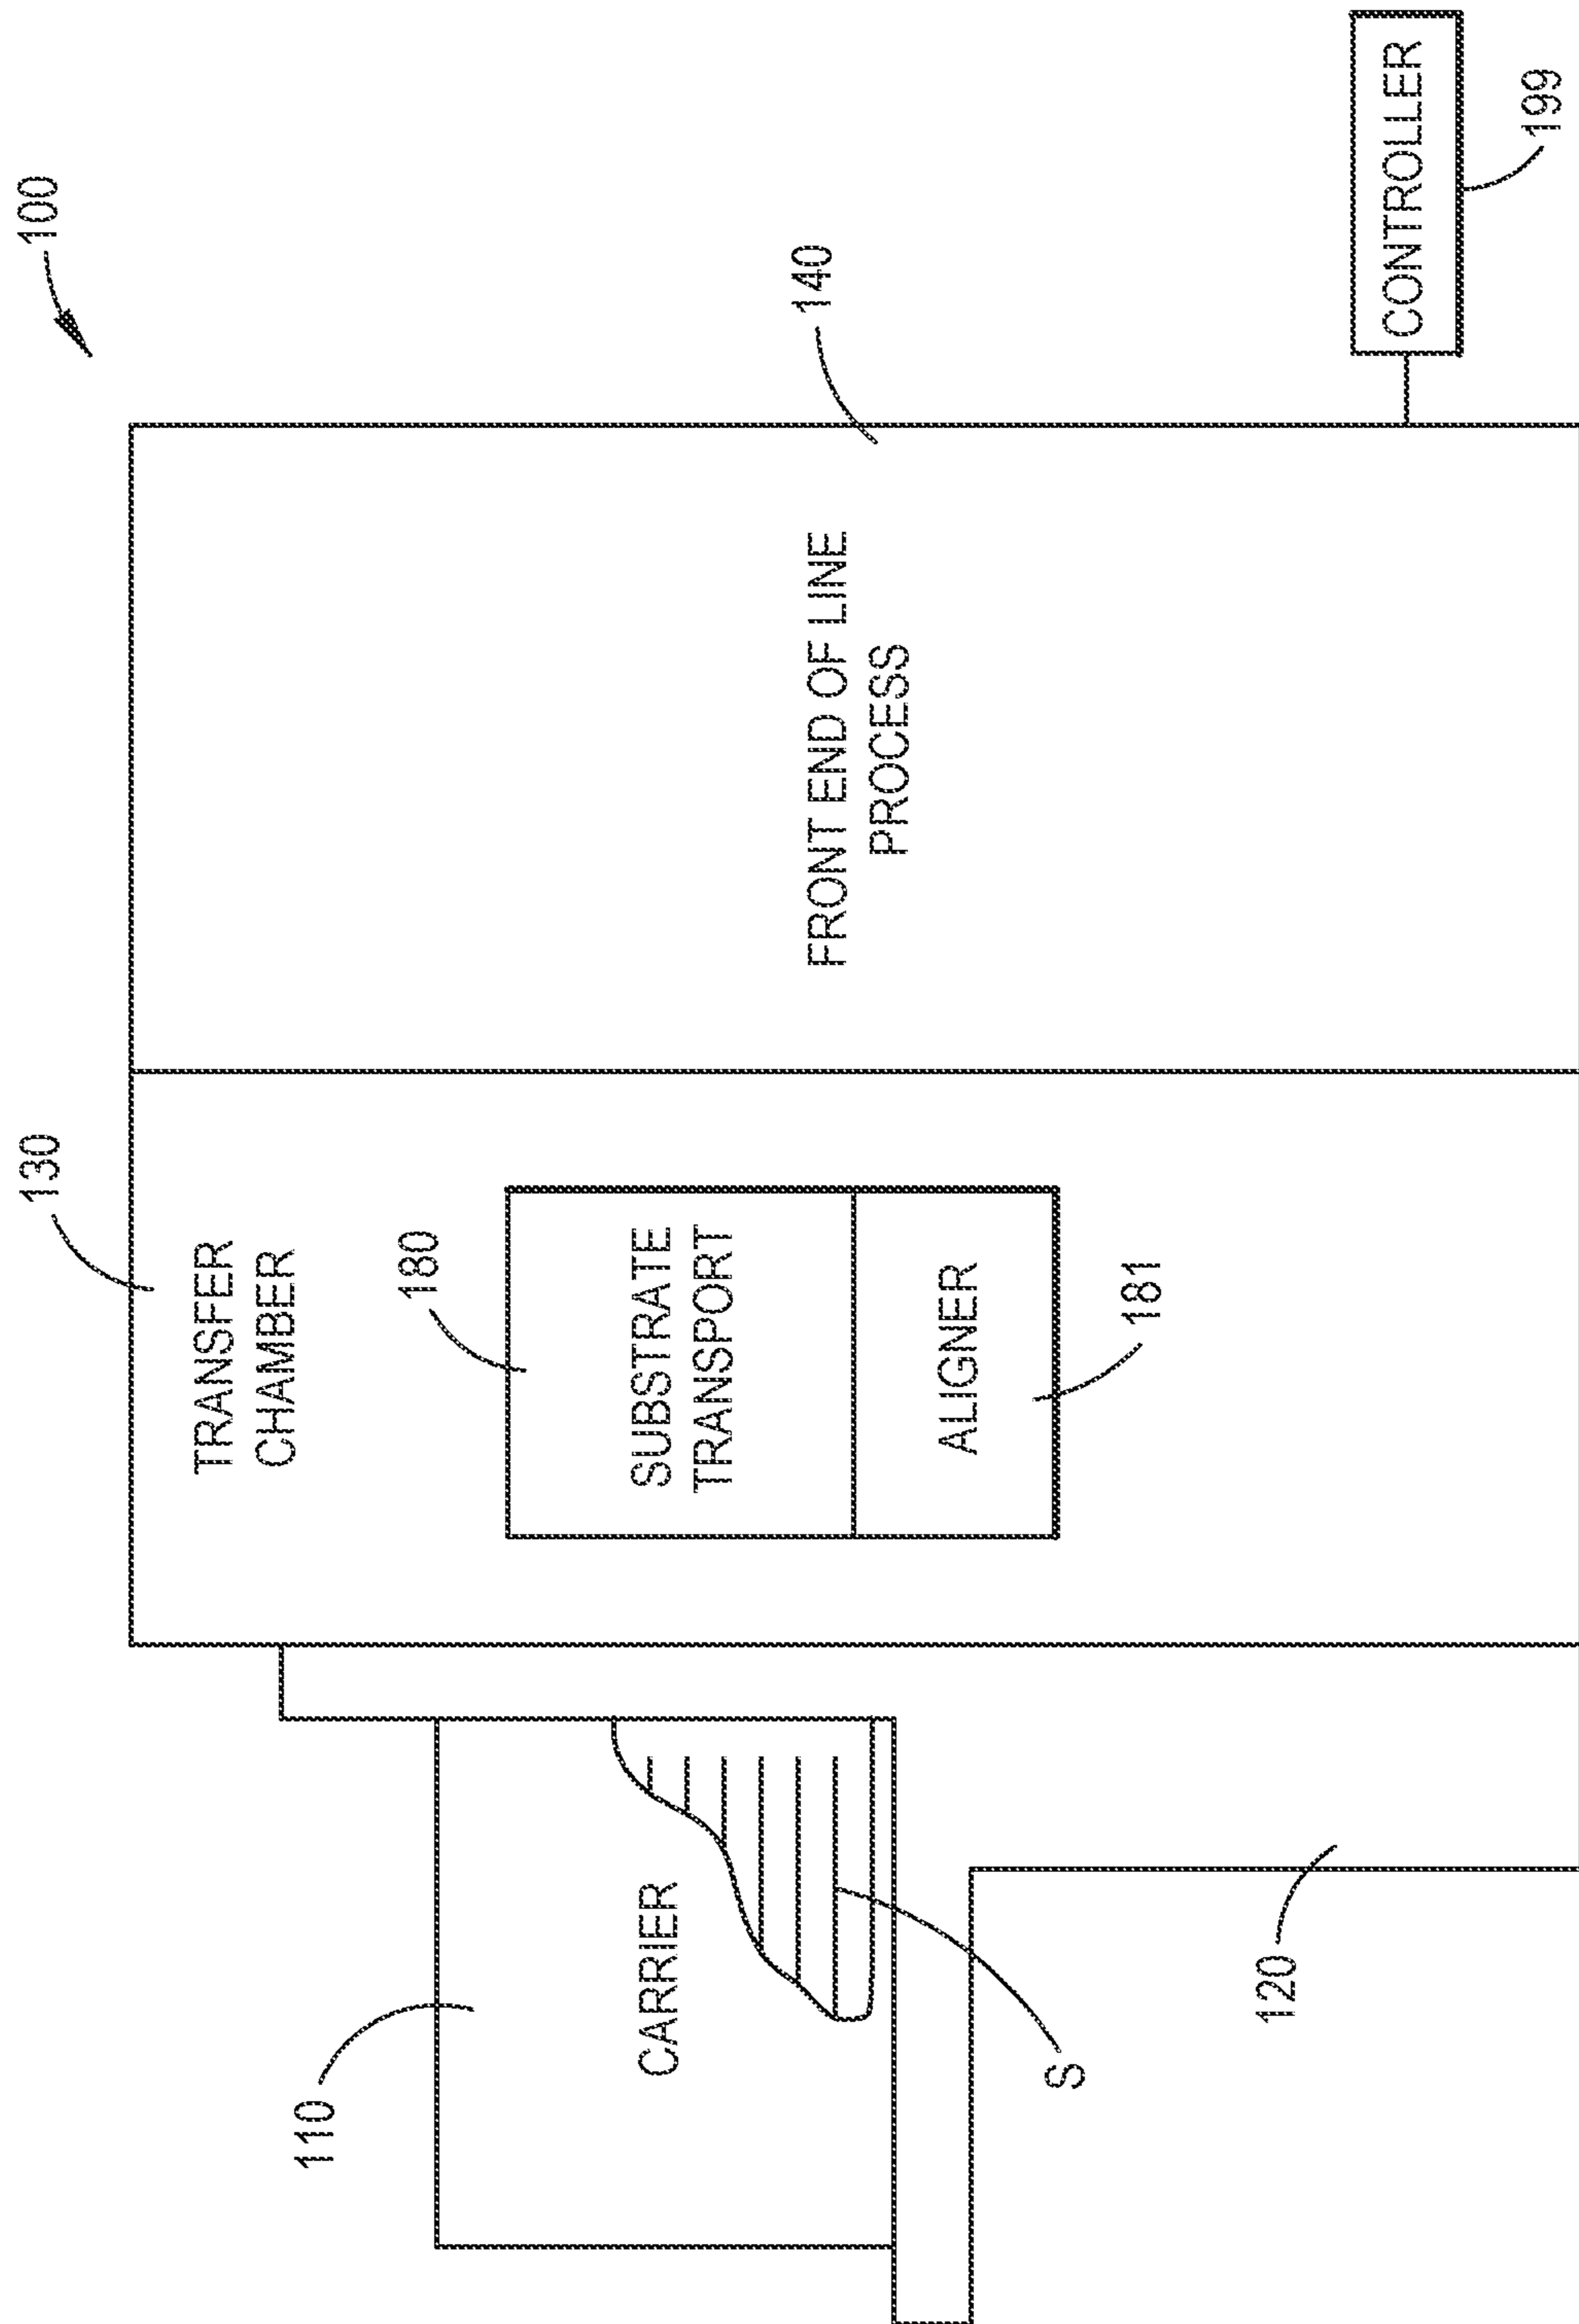 100
130
140
TRANSFER
CHAMBER
180
SUBSTRATE
TRANSPORT
ALIGNER
181
FRONT END OF LINE
PROCESS
110
CARRIER
S
120
CONTROLLER
199